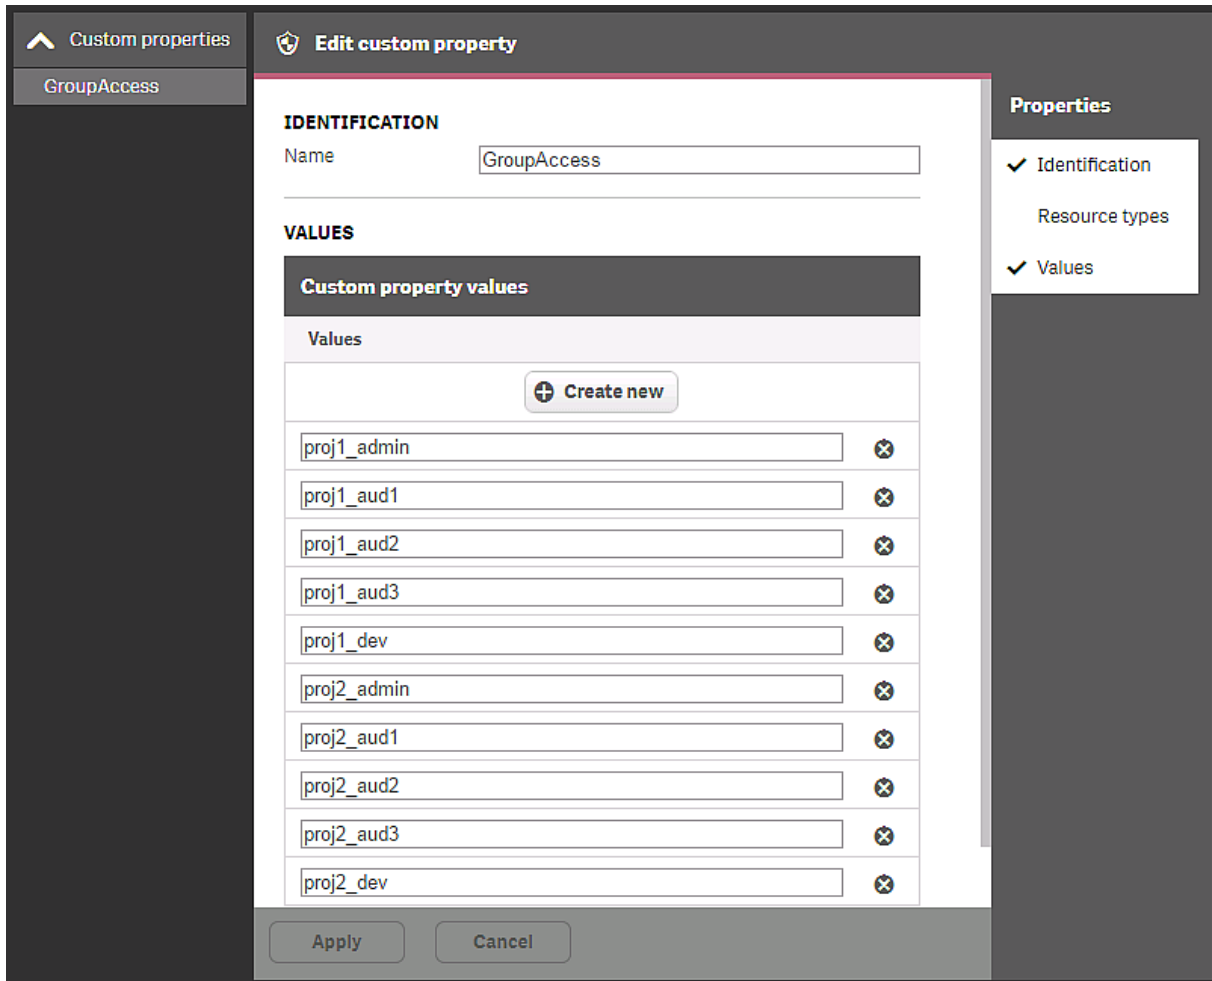 Custom properties
GroupAccess
Edit custom property
IDENTIFICATION
Name
GroupAccess
VALUES
Custom property values
Values
Create new
proj1_admin
proj1_aud1
proj1_aud2
proj1_aud3
proj1_dev
proj2_admin
proj2_aud1
proj2_aud2
proj2_aud3
proj2_dev
Apply Cancel
Properties
Identification
Resource types
Values